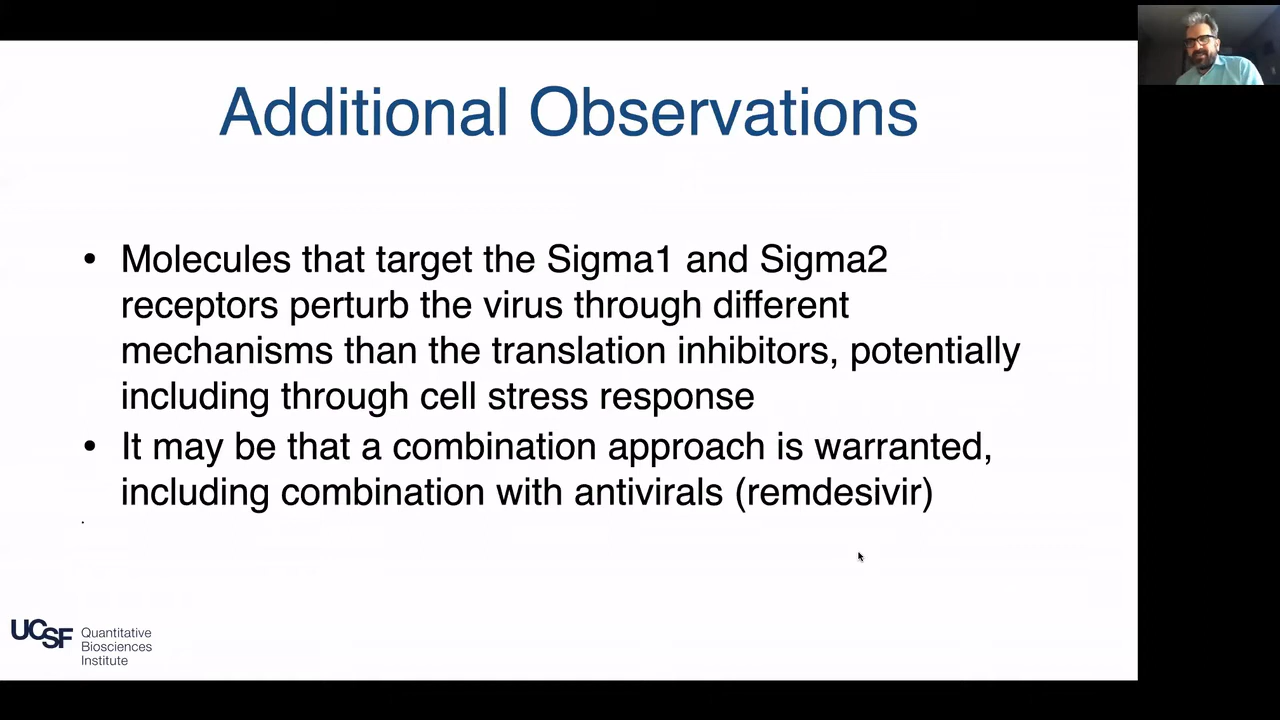 Additional Observations
• Molecules that target the Sigma1 and Sigma2
receptors perturb the virus through different
mechanisms than the translation inhibitors, potentially
including through cell stress response
• It may be that a combination approach is warranted,
including combination with antivirals (remdesivir)
•
UCSF
Quantitative
Biosciences
Institute